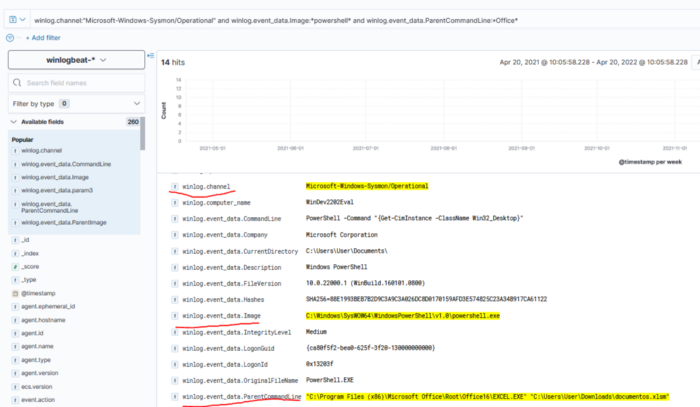 winlog.channel:"Microsoft-Windows-Sysmon/Operational" and winlog.event_data.Image:*powershell* and winlog.event_data.ParentCommandLine:*Office*
+ Add filter
winlogbeat-*
Search field names
Filter by type 0
Available fields 260
Popular
winlog.channel
winlog.event_data.CommandLine
winlog.event_data.Image
winlog.event_data.param3
winlog.event_data.
ParentCommandLine
winlog.event_data.ParentImage
_id
_index
_score
_type
@timestamp
agent.ephemeral_id
agent.hostname
agent.id
agent.name
agent.type
agent.version
ecs.version
event.action
14 hits
Apr 20, 2021 @ 10:05:58.228 - Apr 20, 2022 @ 10:05:58.228
Count
14
12
10
8
6
4
2
0
2021-05-01 2021-06-01 2021-07-01 2021-08-01 2021-09-01 2021-10-01 2021-11-01
@timestamp per week
winlog.channel Microsoft-Windows-Sysmon/Operational
winlog.computer_name WinDev2202Eval
winlog.event_data.CommandLine PowerShell -Command "{Get-CimInstance -ClassName Win32_Desktop}"
winlog.event_data.Company Microsoft Corporation
winlog.event_data.CurrentDirectory C:\Users\User\Documents\
winlog.event_data.Description Windows PowerShell
winlog.event_data.FileVersion 10.0.22000.1 (WinBuild.160101.0800)
winlog.event_data.Hashes
winlog.event_data.Image C:\Windows\SysWOW64\WindowsPowerShell\v1.0\powershell.exe
winlog.event_data.IntegrityLevel Medium
winlog.event_data.LogonGuid
winlog.event_data.LogonId 0x13203f
winlog.event_data.OriginalFileName PowerShell.EXE
winlog.event_data.ParentCommandLine "C:\Program Files (x86)\Microsoft Office\Root\Office16\EXCEL.EXE" "C:\Users\User\Downloads\documentos.xlsm"